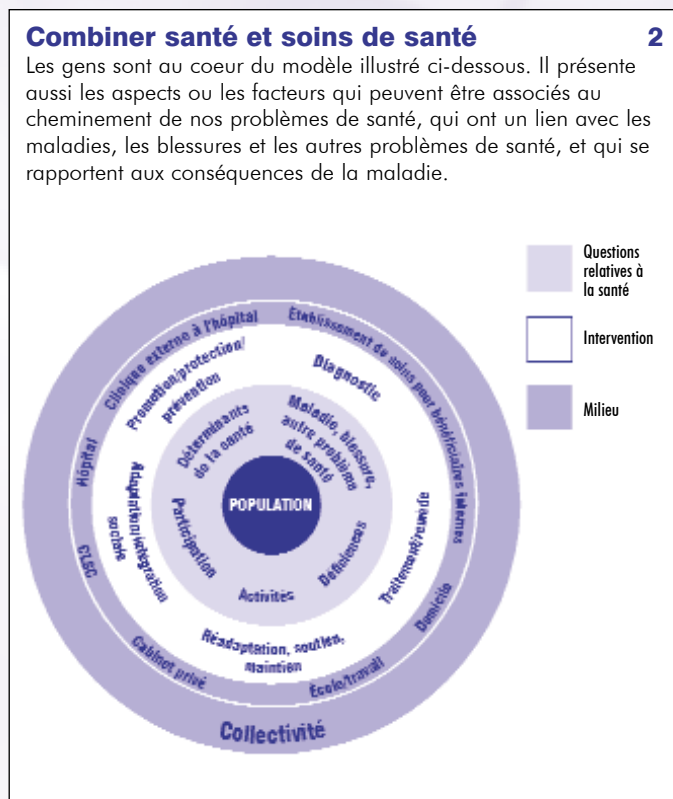 Combiner santé et soins de santé 2
Les gens sont au coeur du modèle illustré ci-dessous. Il présente
aussi les aspects ou les facteurs qui peuvent être associés au
cheminement de nos problèmes de santé, qui ont un lien avec les
maladies, les blessures et les autres problèmes de santé, et qui se
rapportent aux conséquences de la maladie.
Questions
relatives à
la santé
Intervention
Milieu
Clinique externe à l'hôpital
Établissement de soins pour bénéficiaires internes
Hôpital
CLSC
Cabinet privé
École/travail
Domicile
Collectivité
Promotion/protection/
prévention
Diagnostic
Traitement/remède
Réadaptation, soutien,
maintien
Adaptation/intégration
sociale
Déterminants
de la santé
Maladie, blessure,
autre problème
de santé
Déficiences
Activités
Participation
POPULATION